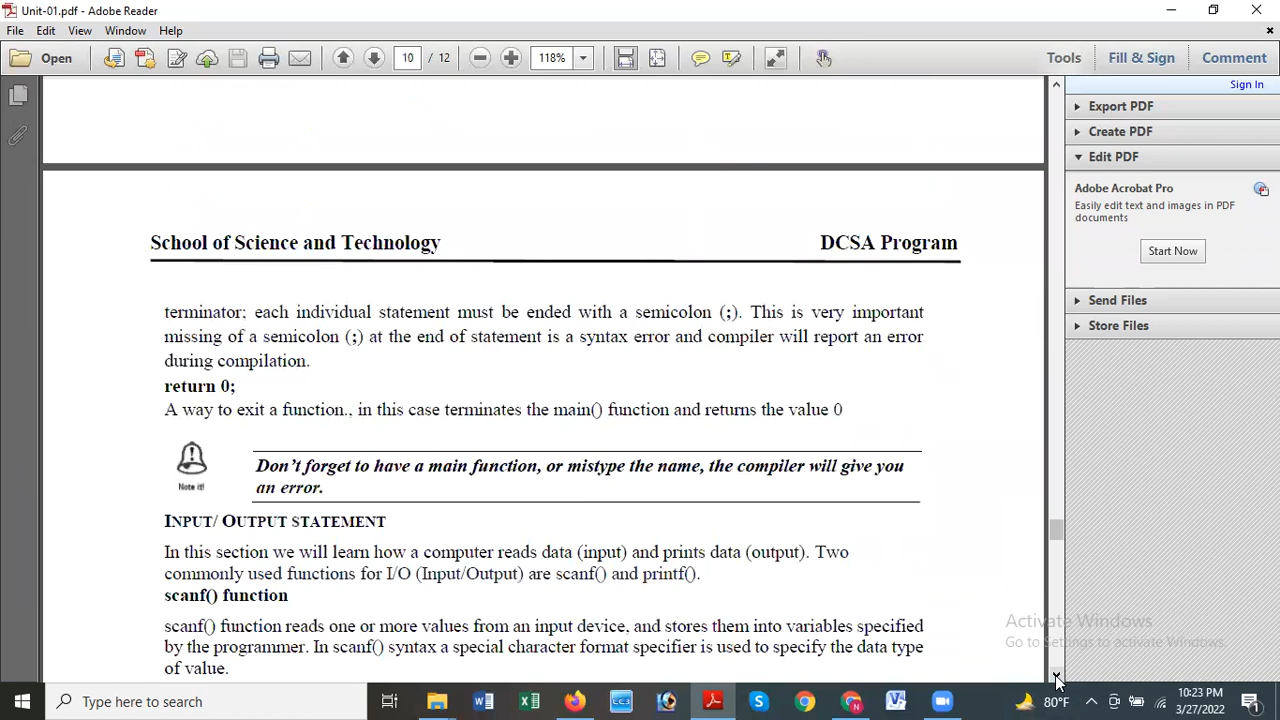 Unit-01.pdf - Adobe Reader
File Edit View Window Help
Open 10 / 12 118% Tools Fill & Sign Comment
Sign In
Export PDF
Create PDF
Edit PDF
Adobe Acrobat Pro
Easily edit text and images in PDF
documents
Start Now
Send Files
Store Files
School of Science and Technology DCSA Program
terminator; each individual statement must be ended with a semicolon (;). This is very important
missing of a semicolon (;) at the end of statement is a syntax error and compiler will report an error
during compilation.
return 0;
A way to exit a function., in this case terminates the main() function and returns the value 0
Note it!
Don't forget to have a main function, or mistype the name, the compiler will give you
an error.
INPUT/ OUTPUT STATEMENT
In this section we will learn how a computer reads data (input) and prints data (output). Two
commonly used functions for I/O (Input/Output) are scanf() and printf().
scanf() function
scanf() function reads one or more values from an input device, and stores them into variables specified
by the programmer. In scanf() syntax a special character format specifier is used to specify the data type
of value.
Activate Windows
Go to Settings to activate Windows.
Type here to search
80°F
10:23 PM
3/27/2022